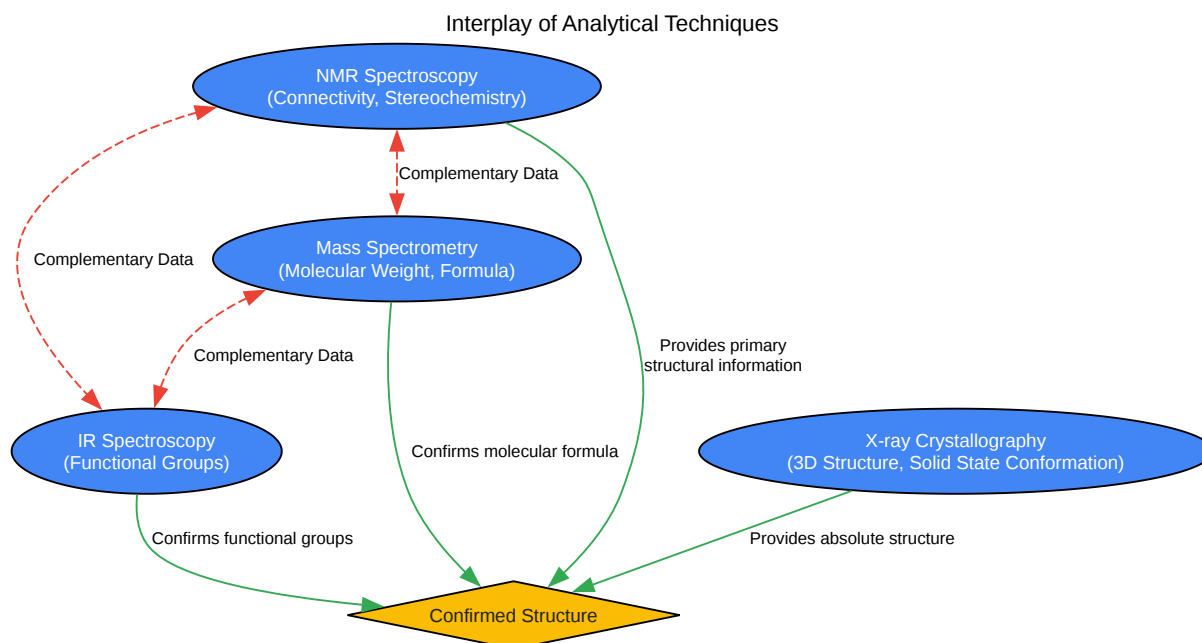 Interplay of Analytical Techniques
NMR Spectroscopy
(Connectivity, Stereochemistry)
Complementary Data
Mass Spectrometry
(Molecular Weight, Formula)
Complementary Data
Complementary Data
Provides primary
structural information
IR Spectroscopy
(Functional Groups)
Confirms molecular formula
X-ray Crystallography
(3D Structure, Solid State Conformation)
Confirms functional groups
Provides absolute structure
Confirmed Structure